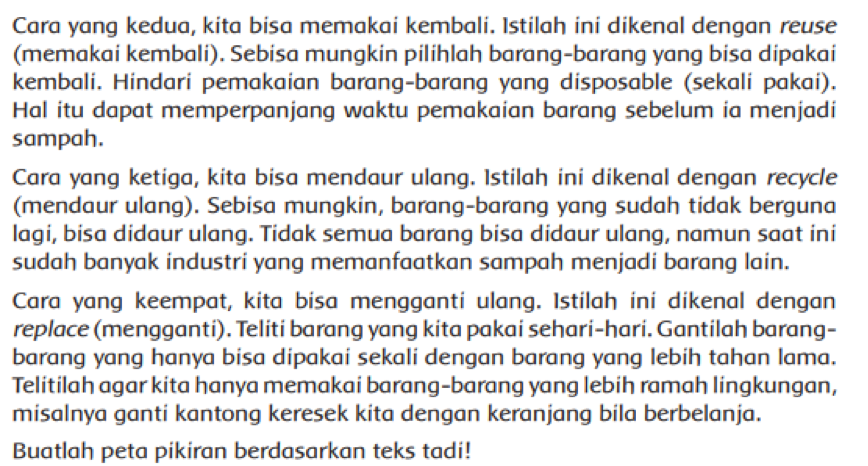 Cara yang kedua, kita bisa memakai kembali. Istilah ini dikenal dengan reuse
(memakai kembali). Sebisa mungkin pilihlah barang-barang yang bisa dipakai
kembali. Hindari pemakaian barang-barang yang disposable (sekali pakai).
Hal itu dapat memperpanjang waktu pemakaian barang sebelum ia menjadi
sampah.
Cara yang ketiga, kita bisa mendaur ulang. Istilah ini dikenal dengan recycle
(mendaur ulang). Sebisa mungkin, barang-barang yang sudah tidak berguna
lagi, bisa didaur ulang. Tidak semua barang bisa didaur ulang, namun saat ini
sudah banyak industri yang memanfaatkan sampah menjadi barang lain.
Cara yang keempat, kita bisa mengganti ulang. Istilah ini dikenal dengan
replace (mengganti). Teliti barang yang kita pakai sehari-hari. Gantilah barang-
barang yang hanya bisa dipakai sekali dengan barang yang lebih tahan lama.
Telitilah agar kita hanya memakai barang-barang yang lebih ramah lingkungan,
misalnya ganti kantong keresek kita dengan keranjang bila berbelanja.
Buatlah peta pikiran berdasarkan teks tadi!